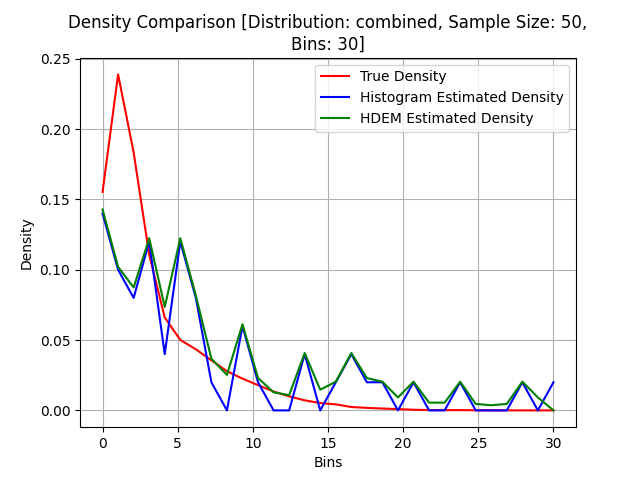 Density Comparison [Distribution: combined, Sample Size: 50,
Bins: 30]
True Density
Histogram Estimated Density
HDEM Estimated Density
0.25
0.20
0.15
0.10
0.05
0.00
Density
0 5 10 15 20 25 30
Bins